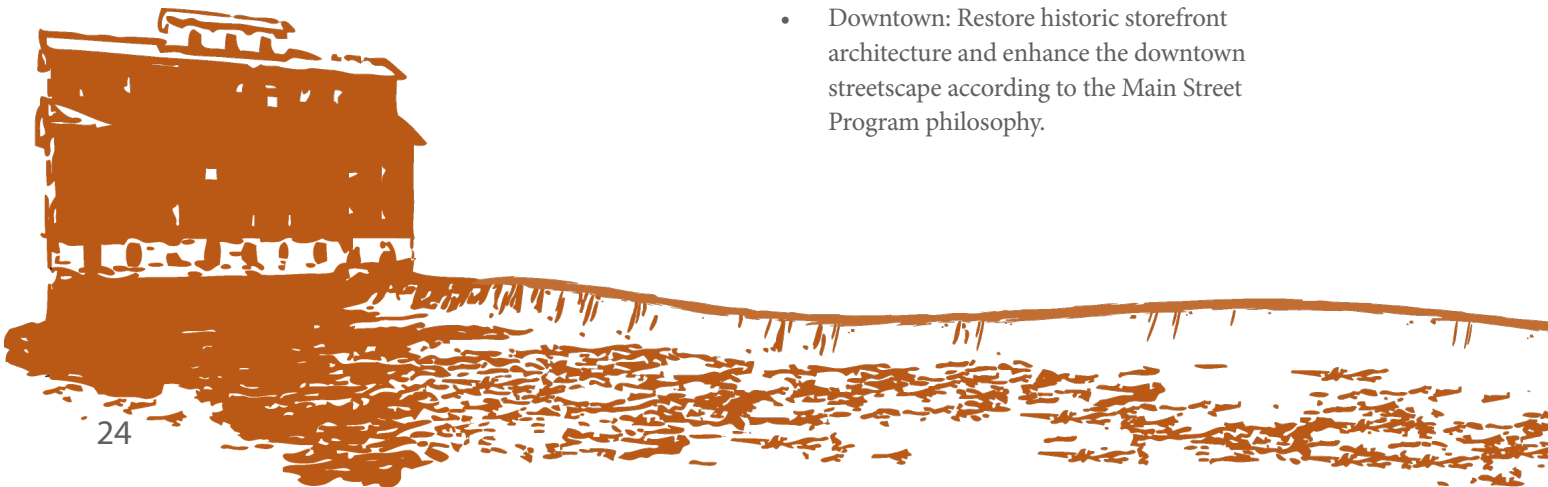 • Downtown: Restore historic storefront
architecture and enhance the downtown
streetscape according to the Main Street
Program philosophy.
24